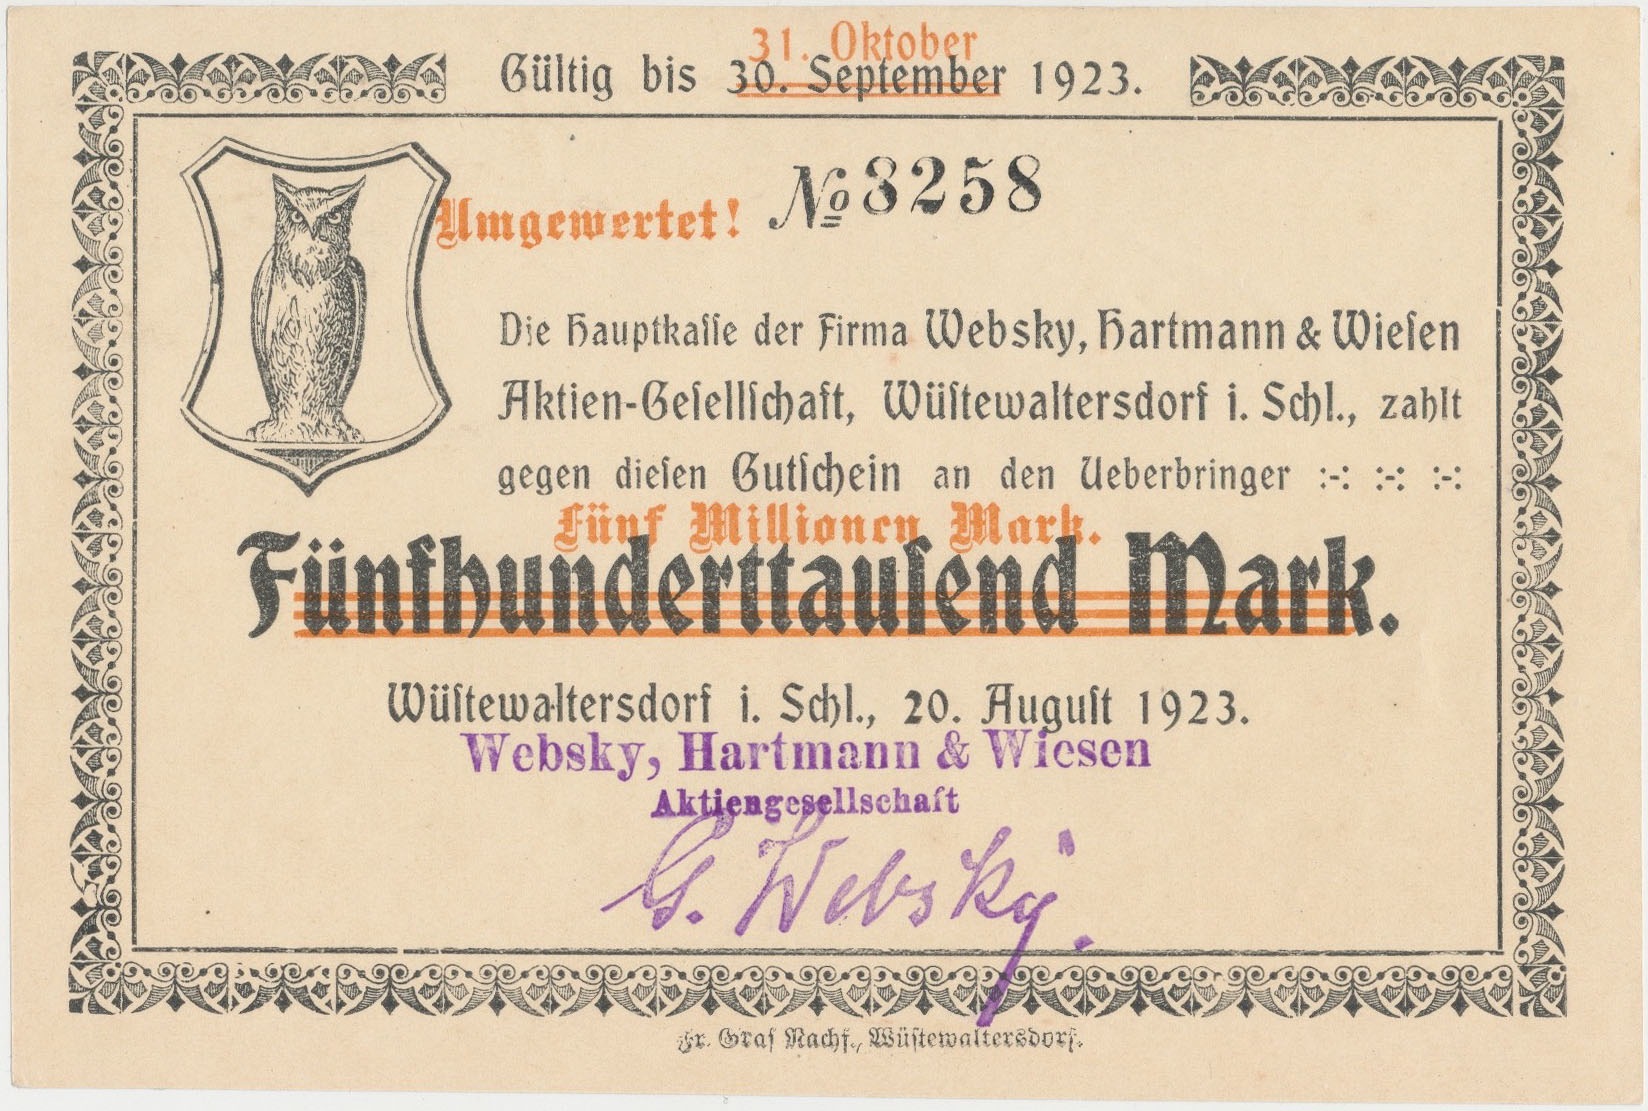 31. Oktober
Gültig bis 30. September 1923.
Umgewertet! No 3258
Die Hauptkaſſe der Firma Websky, Hartmann & Wieſen
Aktien-Geſellſchaft, Wüſtewaltersdorf i. Schl., zahlt
gegen dieſen Gutſchein an den Ueberbringer :-: :-: :-:
Fünf Millionen Mark.
Fünfhunderttauſend Mark.
Wüſtewaltersdorf i. Schl., 20. Auguſt 1923.
Websky, Hartmann & Wiesen
Aktiengesellschaft
G. Websky.
Fr. Graf Nachf., Wüſtewaltersdorf.